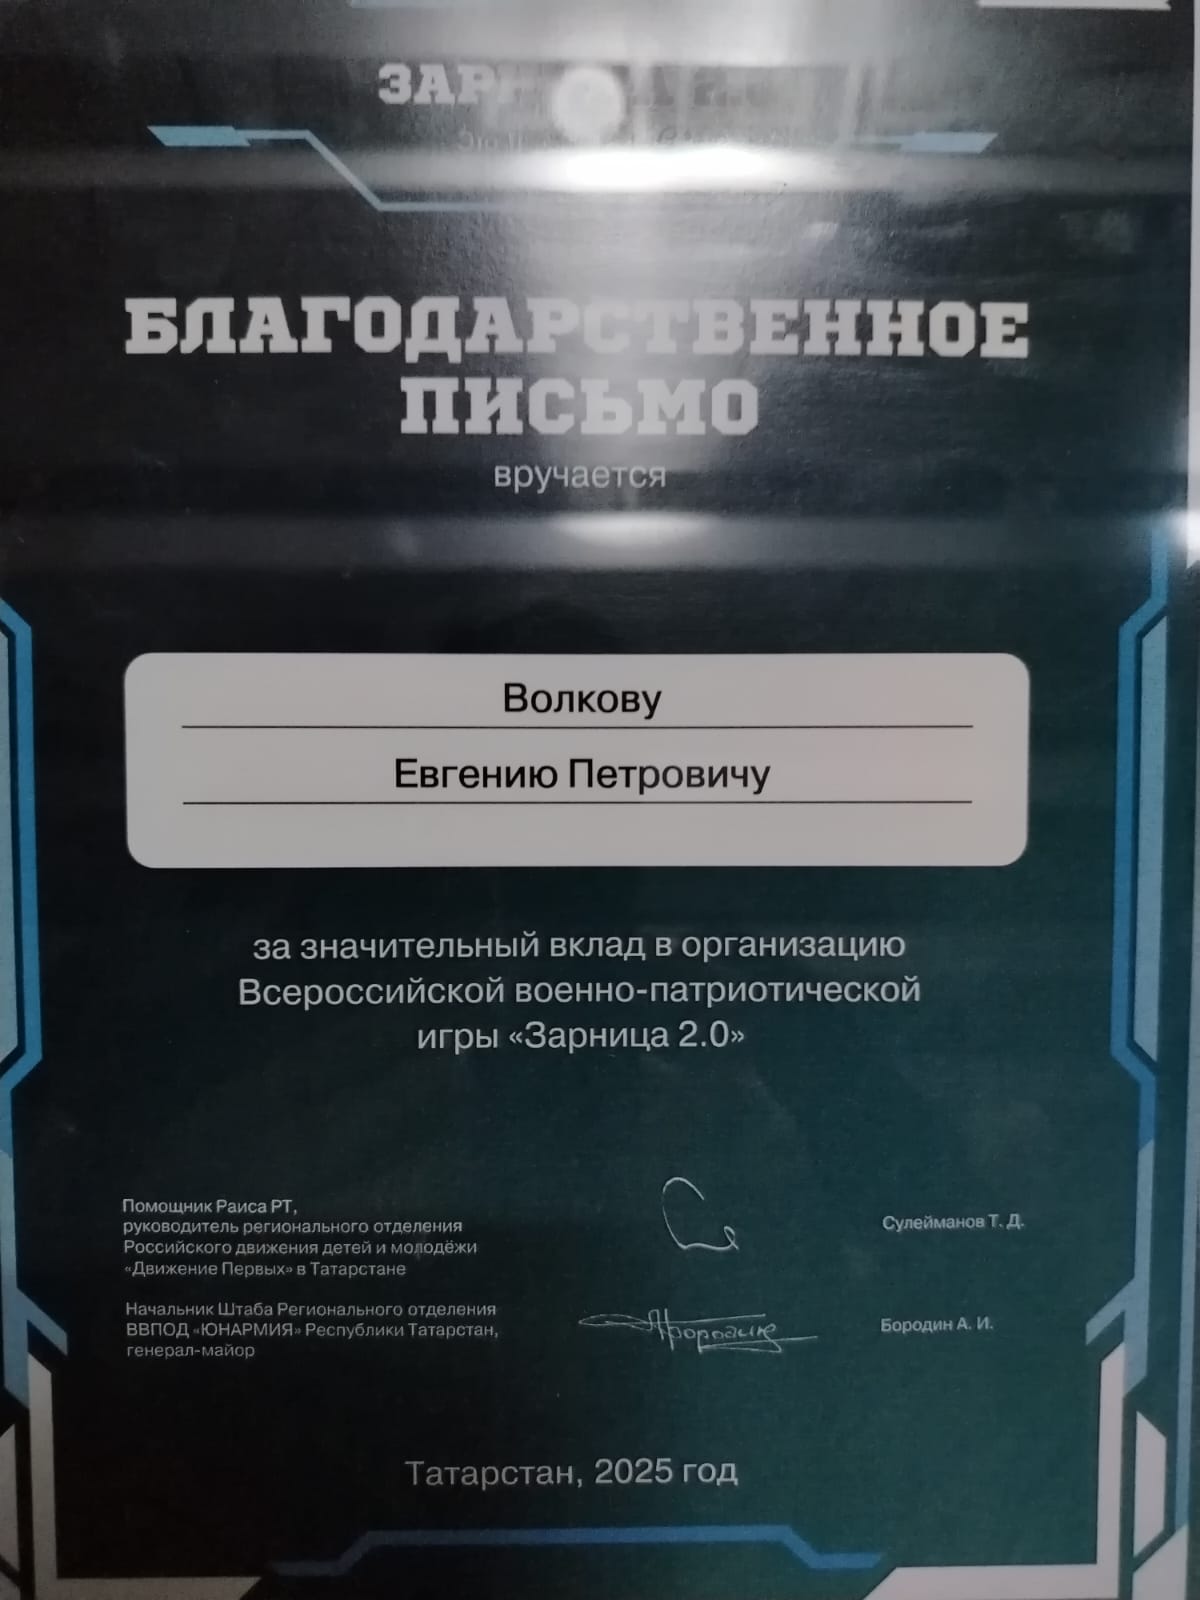 БЛАГОДАРСТВЕННОЕ
ПИСЬМО
вручается
Волкову
Евгению Петровичу
за значительный вклад в организацию
Всероссийской военно-патриотической
игры «Зарница 2.0»
Помощник Раиса РТ,
руководитель регионального отделения
Российского движения детей и молодёжи
«Движение Первых» в Татарстане
Сулейманов Т. Д.
Начальник Штаба Регионального отделения
ВВПОД «ЮНАРМИЯ» Республики Татарстан,
генерал-майор
Бородин А. И.
Татарстан, 2025 год